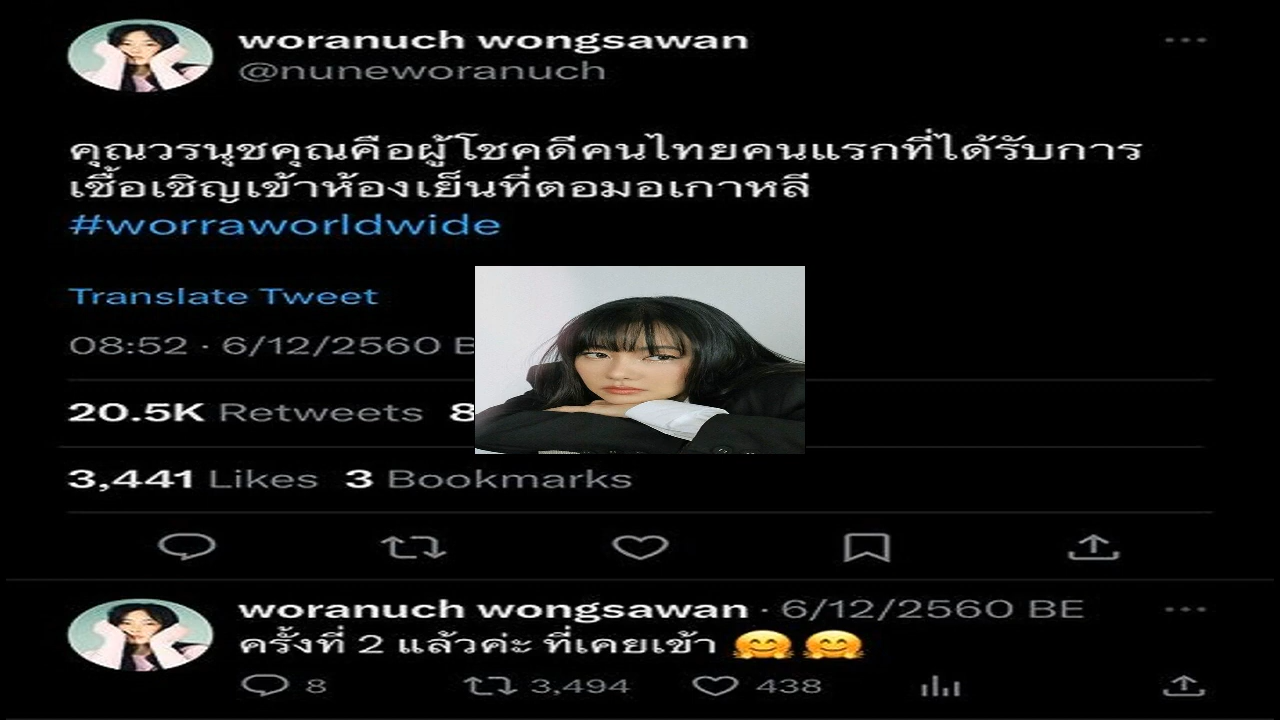 woranuch wongsawan
@nuneworanuch
คุณวรนุชคุณคือผู้โชคดีคนไทยคนแรกที่ได้รับการ
เชื้อเชิญเข้าห้องเย็นที่ตอมอเกาหลี
#worraworldwide
Translate Tweet
08:52 · 6/12/2560
20.5K Retweets 8
3,441 Likes 3 Bookmarks
woranuch wongsawan · 6/12/2560 BE
ครั้งที่ 2 แล้วค่ะ ที่เคยเข้า 🤗 🤗
8 3,494 438